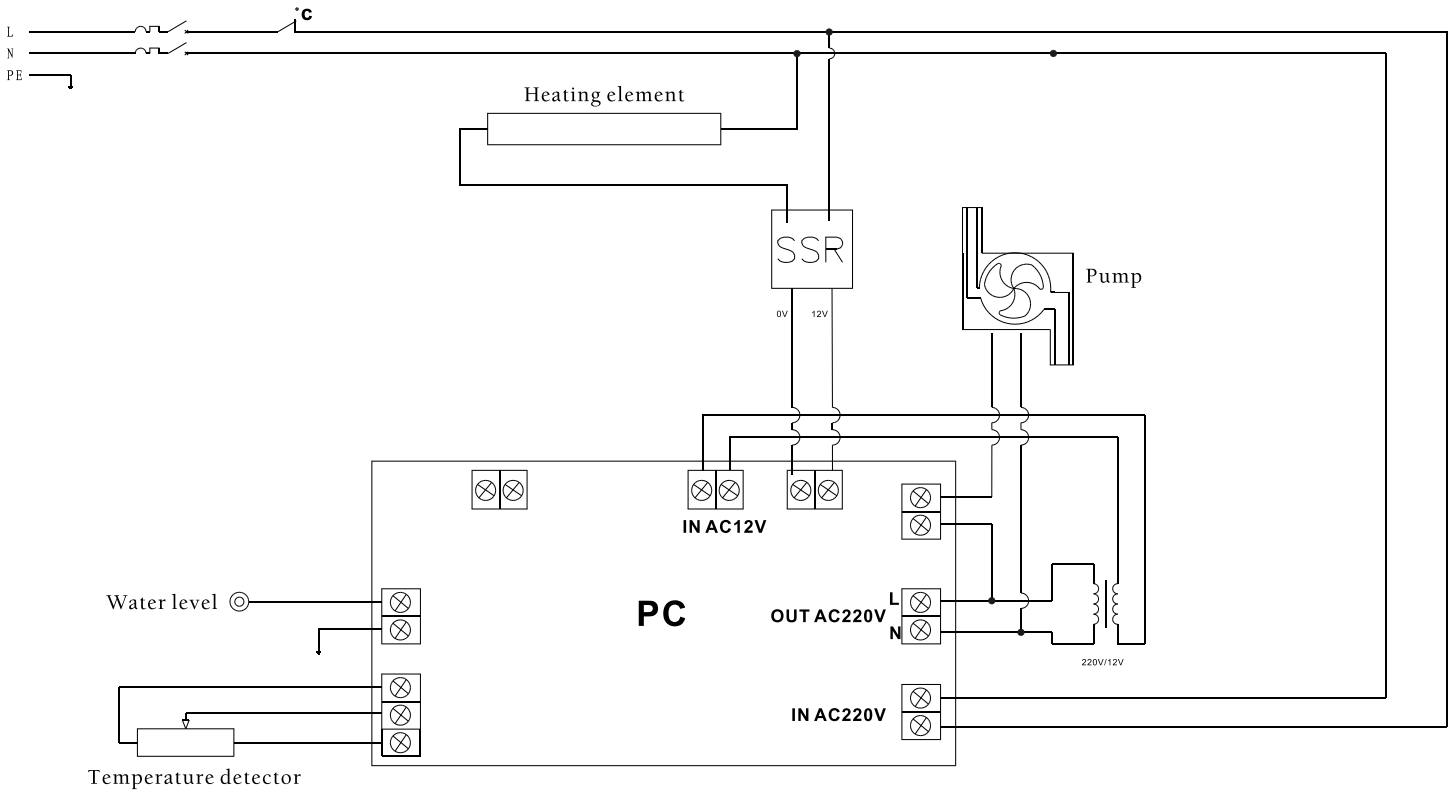 °C
L
N
PE
Heating element
SSR
Pump
0V 12V
IN AC12V
Water level
PC
OUT AC220V
L
N
220V/12V
IN AC220V
Temperature detector